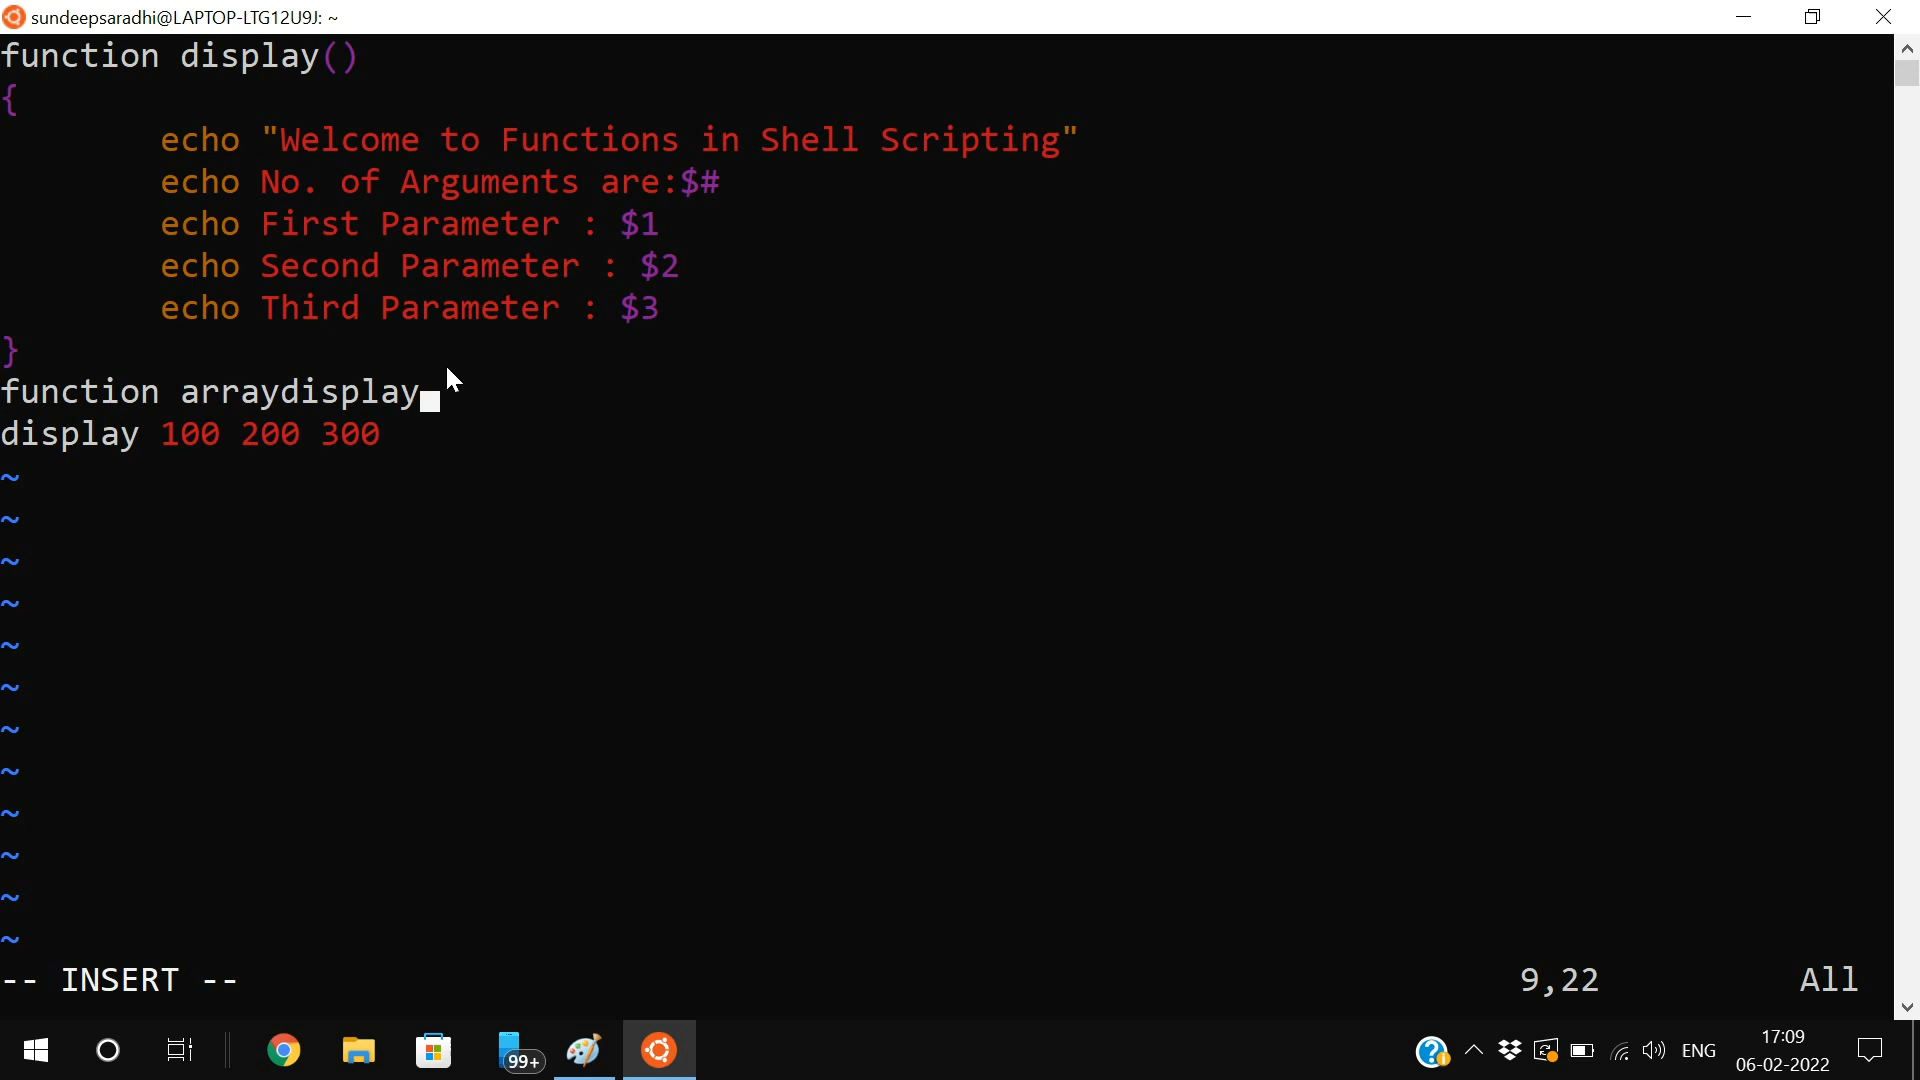 sundeepsaradhi@LAPTOP-LTG12U9J: ~
function display()
{
        echo "Welcome to Functions in Shell Scripting"
        echo No. of Arguments are:$#
        echo First Parameter : $1
        echo Second Parameter : $2
        echo Third Parameter : $3
}
function arraydisplay
display 100 200 300
~
~
~
~
~
~
~
~
~
~
~
~
-- INSERT -- 9,22 All
99+
ENG
17:09
06-02-2022